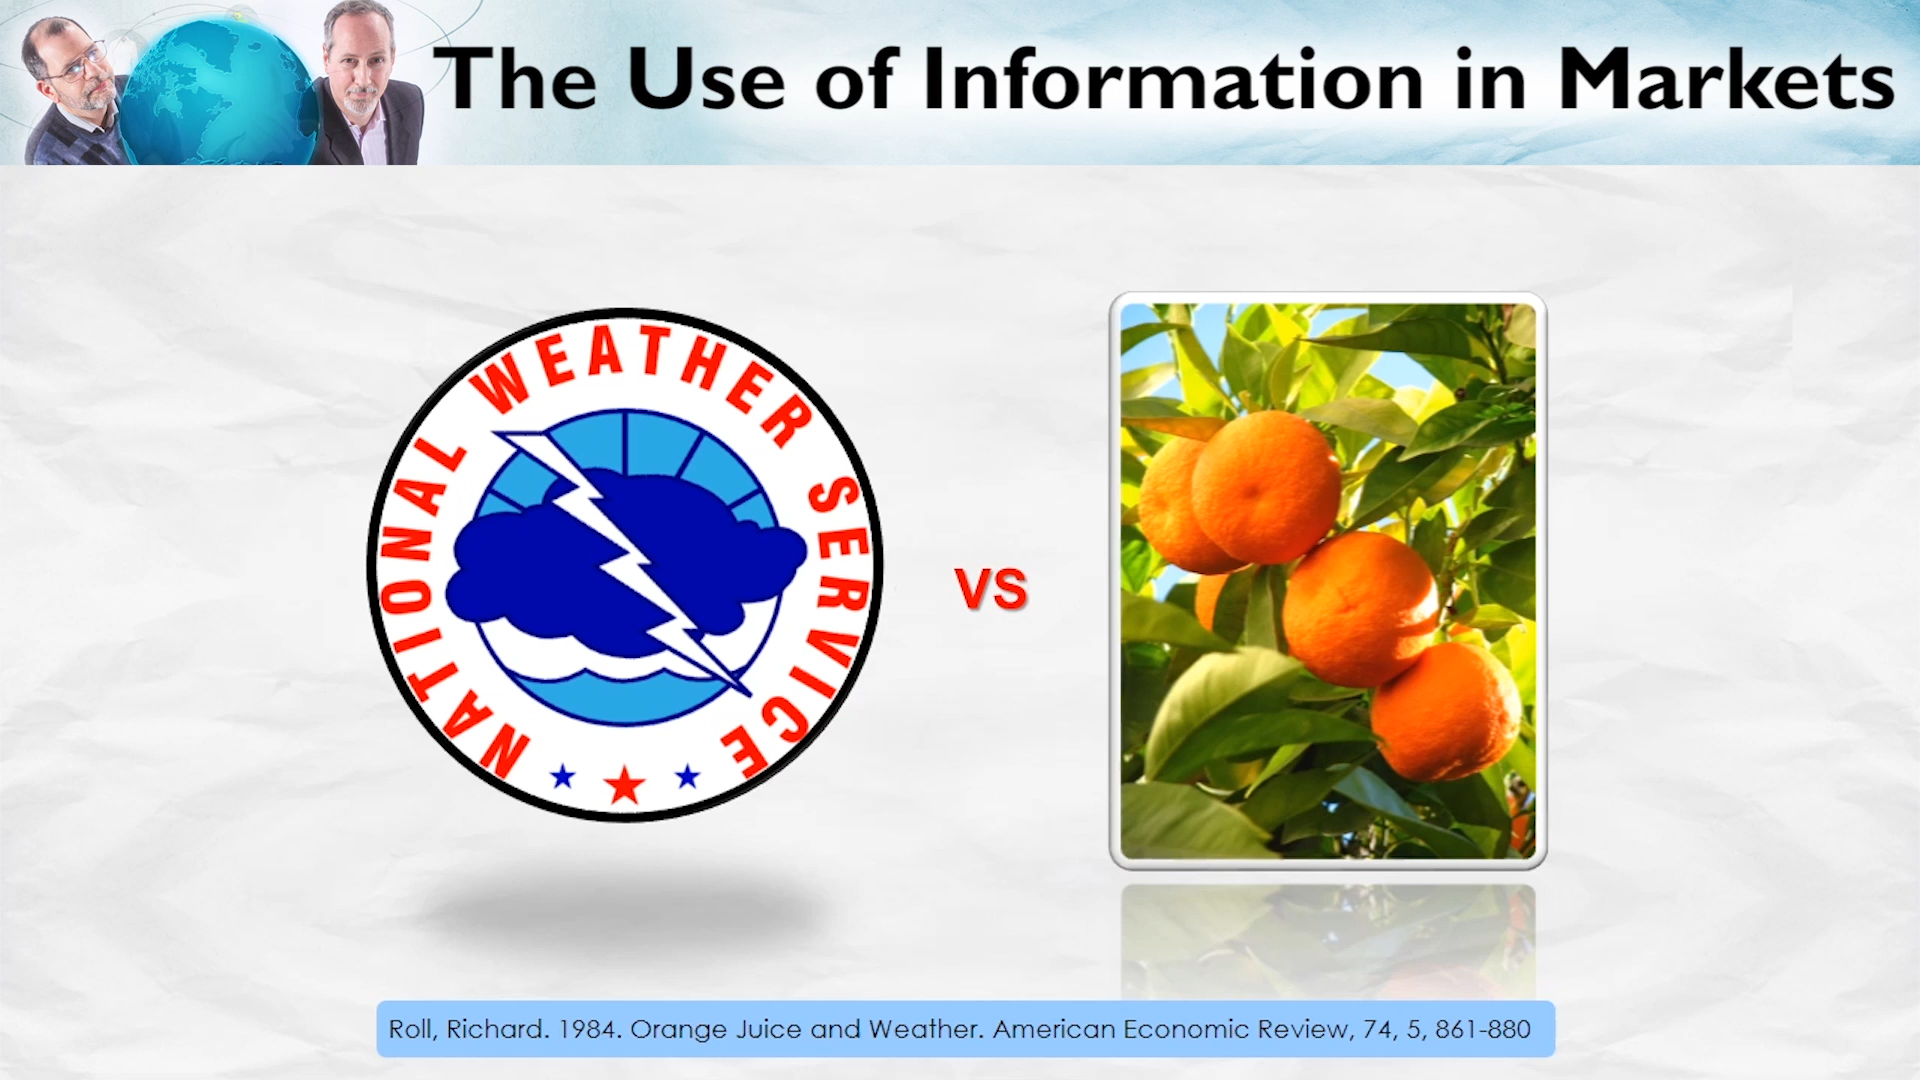 The Use of Information in Markets
NATIONAL WEATHER SERVICE
VS
Roll, Richard. 1984. Orange Juice and Weather. American Economic Review, 74, 5, 861-880